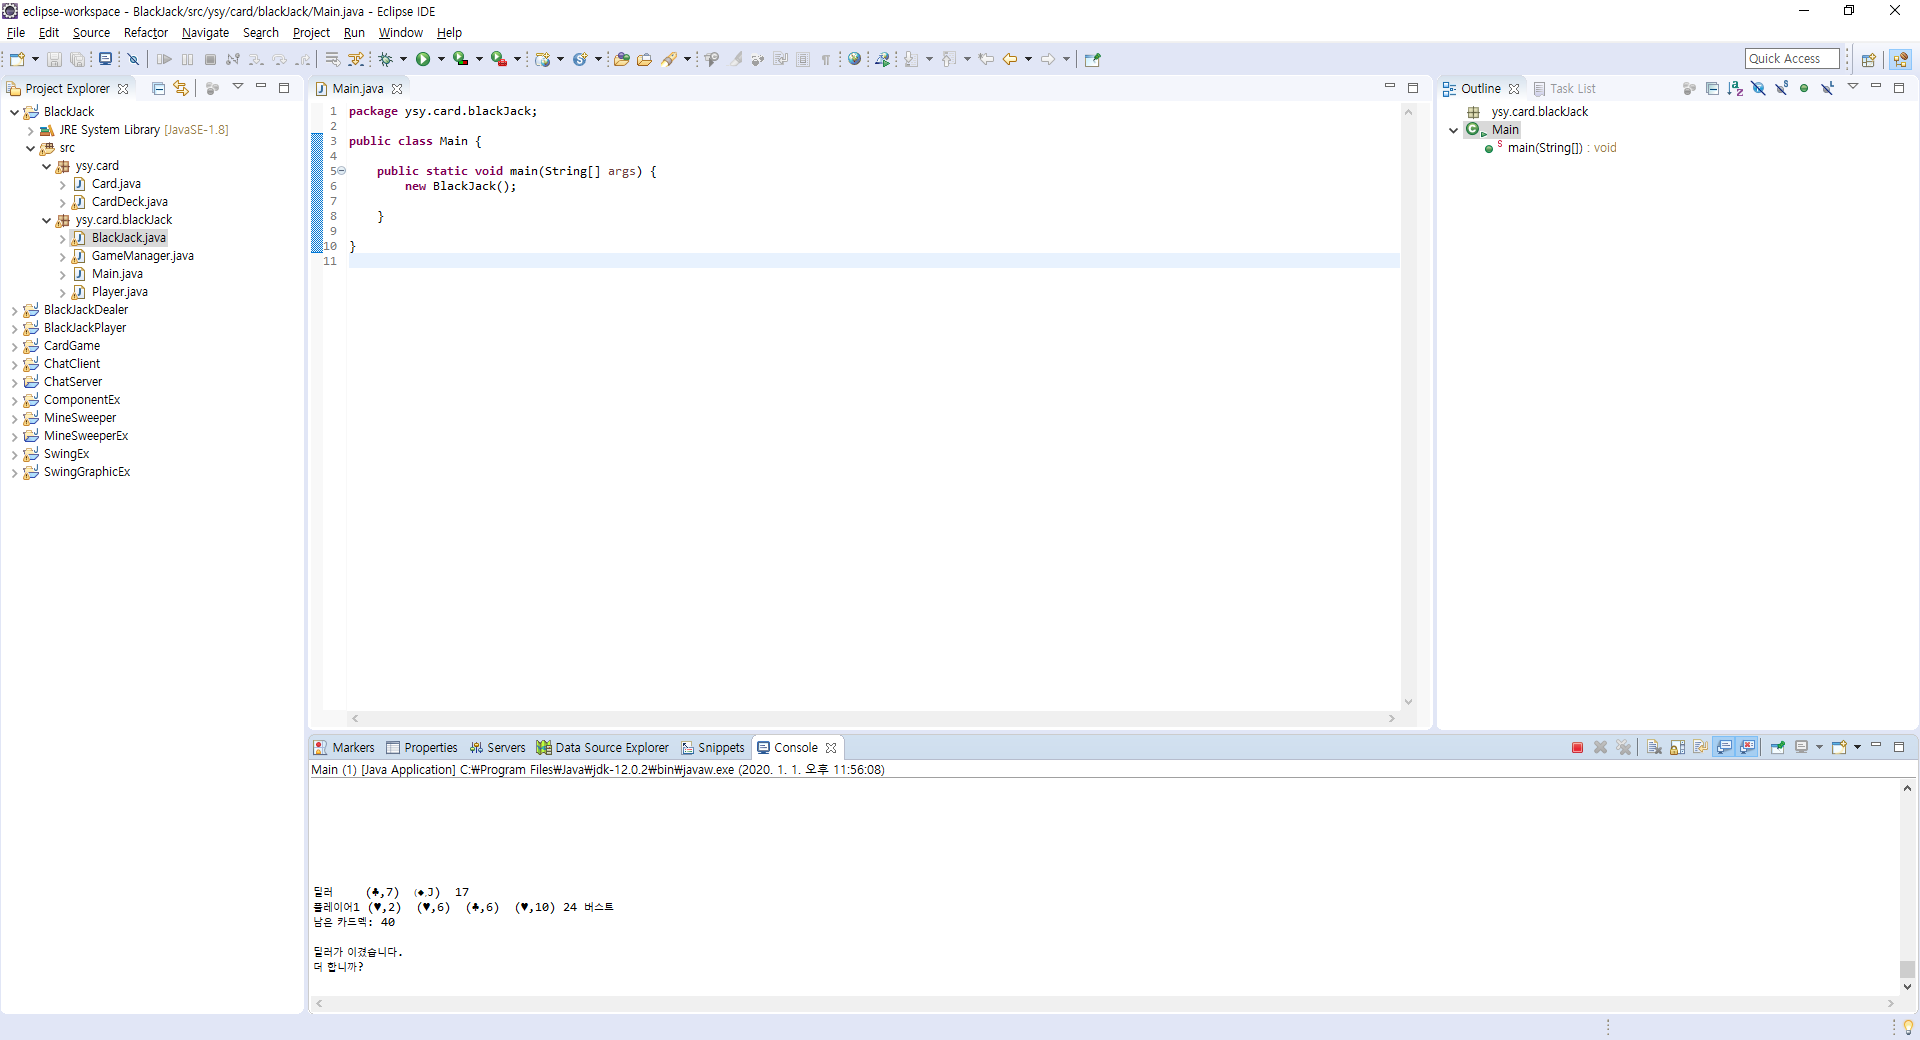 eclipse-workspace - BlackJack/src/ysy/card/blackJack/Main.java - Eclipse IDE
File Edit Source Refactor Navigate Search Project Run Window Help
Quick Access
Project Explorer
BlackJack
JRE System Library [JavaSE-1.8]
src
ysy.card
Card.java
CardDeck.java
ysy.card.blackJack
BlackJack.java
GameManager.java
Main.java
Player.java
BlackJackDealer
BlackJackPlayer
CardGame
ChatClient
ChatServer
ComponentEx
MineSweeper
MineSweeperEx
SwingEx
SwingGraphicEx
Main.java
1 package ysy.card.blackJack;
2
3 public class Main {
4
5 public static void main(String[] args) {
6 new BlackJack();
7
8 }
9
10 }
11
Outline Task List
ysy.card.blackJack
Main
main(String[]) : void
Markers Properties Servers Data Source Explorer Snippets Console
Main (1) [Java Application] C:₩Program Files₩Java₩jdk-12.0.2₩bin₩javaw.exe (2020. 1. 1. 오후 11:56:08)
딜러 (♣,7) (◆,J) 17
플레이어1 (♥,2) (♥,6) (♣,6) (♥,10) 24 버스트
남은 카드덱: 40
딜러가 이겼습니다.
더 합니까?